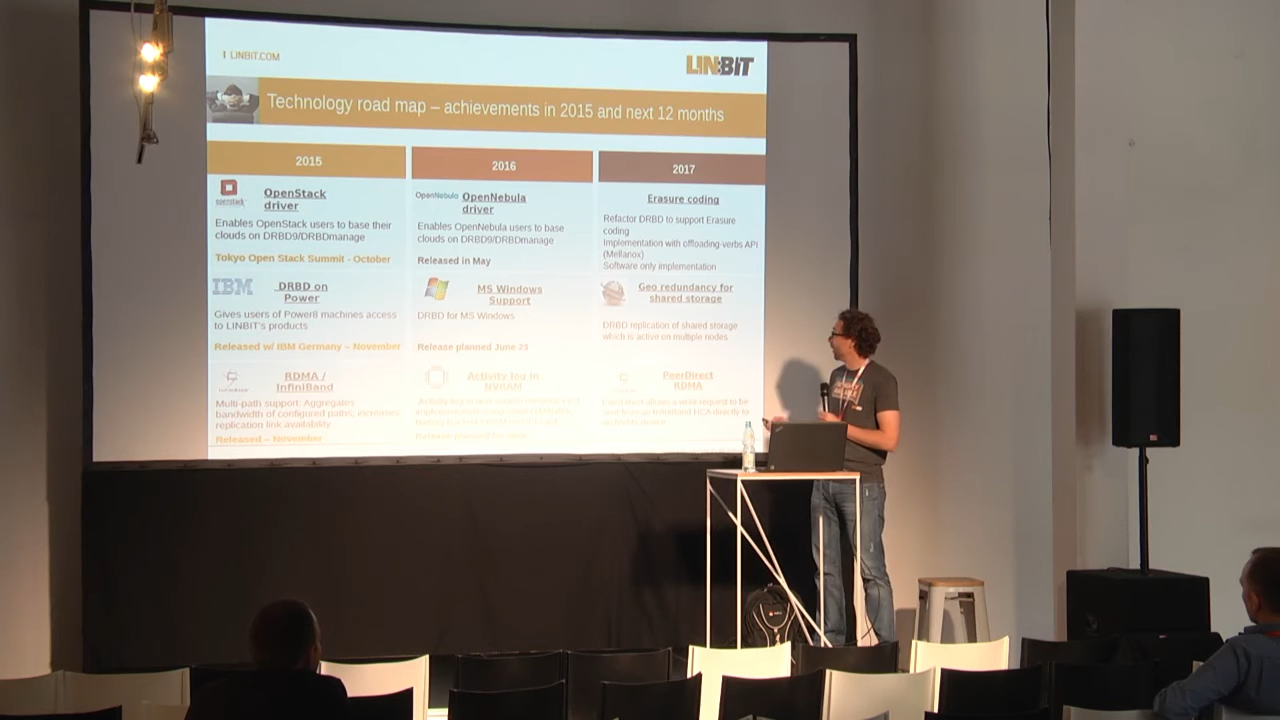 LINBIT.COM
LINBIT
Technology road map – achievements in 2015 and next 12 months
2015
openstack
OpenStack
driver
Enables OpenStack users to base their
clouds on DRBD9/DRBDmanage
Tokyo Open Stack Summit - October
IBM
DRBD on
Power
Gives users of Power8 machines access
to LINBIT's products
Released w/ IBM Germany – November
RDMA /
InfiniBand
Multi-path support: Aggregates
bandwidth of configured paths; increases
replication link availability
Released – November
2016
OpenNebula
OpenNebula
driver
Enables OpenNebula users to base
clouds on DRBD9/DRBDmanage
Released in May
MS Windows
Support
DRBD for MS Windows
Release planned June 23
Activity log in
NVRAM
2017
Erasure coding
Refactor DRBD to support Erasure
coding
Implementation with offloading-verbs API
(Mellanox)
Software only implementation
Geo redundancy for
shared storage
DRBD replication of shared storage
which is active on multiple nodes
PeerDirect
RDMA